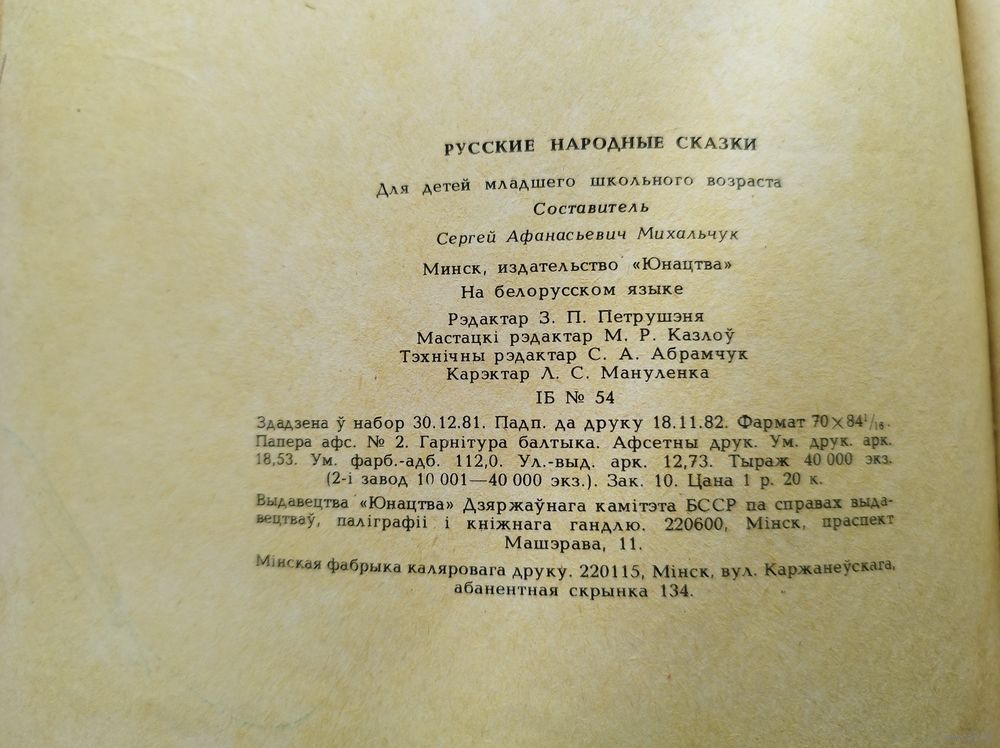 РУССКИЕ НАРОДНЫЕ СКАЗКИ
Для детей младшего школьного возраста
Составитель
Сергей Афанасьевич Михальчук
Минск, издательство «Юнацтва»
На белорусском языке
Рэдактар З. П. Петрушэня
Мастацкі рэдактар М. Р. Казлоў
Тэхнічны рэдактар С. А. Абрамчук
Карэктар Л. С. Мануленка
ІБ № 54
Здадзена ў набор 30.12.81. Падп. да друку 18.11.82. Фармат 70×84¹/₁₆.
Папера афс. № 2. Гарнітура балтыка. Афсетны друк. Ум. друк. арк.
18,53. Ум. фарб.-адб. 112,0. Ул.-выд. арк. 12,73. Тыраж 40 000 экз.
(2-і завод 10 001—40 000 экз.). Зак. 10. Цана 1 р. 20 к.
Выдавецтва «Юнацтва» Дзяржаўнага камітэта БССР па справах выда-
вецтваў, паліграфіі і кніжнага гандлю. 220600, Мінск, праспект
Машэрава, 11.
Мінская фабрыка каляровага друку. 220115, Мінск, вул. Каржанеўскага,
абанентная скрынка 134.